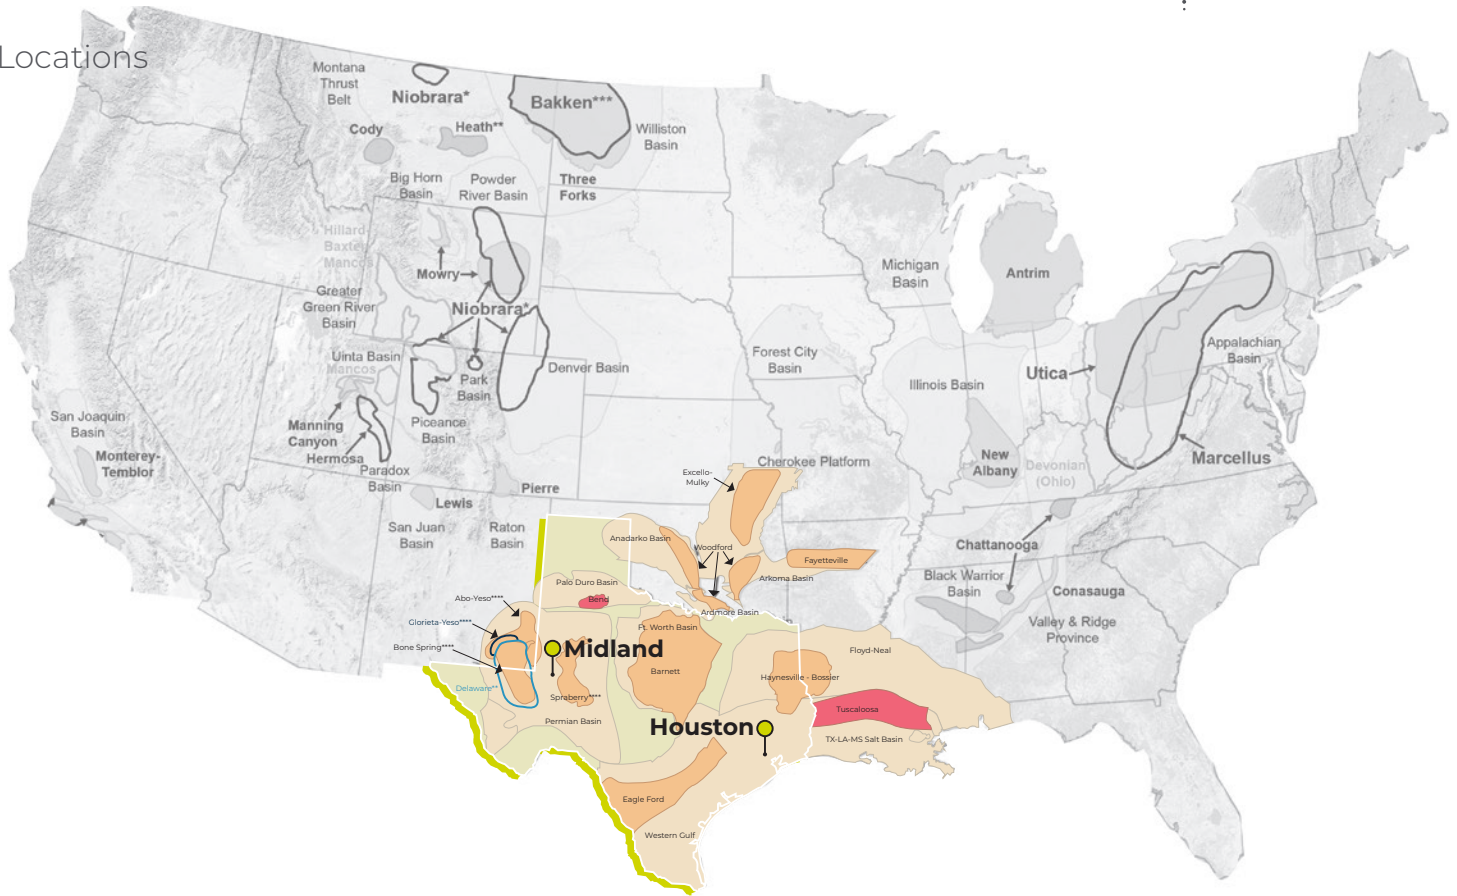 Locations
Montana
Thrust
Belt
Niobrara*
Bakken***
Cody
Heath**
Williston
Basin
Big Horn
Basin
Powder
River Basin
Three
Forks
Hillard-
Baxter-
Mancos
Mowry
Greater
Green River
Basin
Niobrara*
Michigan
Basin
Antrim
Uinta Basin
Mancos
Park
Basin
Denver Basin
Forest City
Basin
Illinois Basin
Utica
Appalachian
Basin
San Joaquin
Basin
Monterey-
Temblor
Manning
Canyon
Hermosa
Piceance
Basin
Paradox
Basin
Lewis
Pierre
San Juan
Basin
Raton
Basin
Excello-
Mulky
Cherokee Platform
New
Albany
Devonian
(Ohio)
Marcellus
Anadarko Basin
Woodford
Fayetteville
Arkoma Basin
Chattanooga
Black Warrior
Basin
Conasauga
Valley & Ridge
Province
Palo Duro Basin
Bend
Ardmore Basin
Abo-Yeso****
Glorieta-Yeso****
Bone Spring****
Delaware**
Midland
Ft. Worth Basin
Barnett
Spraberry****
Permian Basin
Haynesville - Bossier
Floyd-Neal
Tuscaloosa
TX-LA-MS Salt Basin
Houston
Eagle Ford
Western Gulf